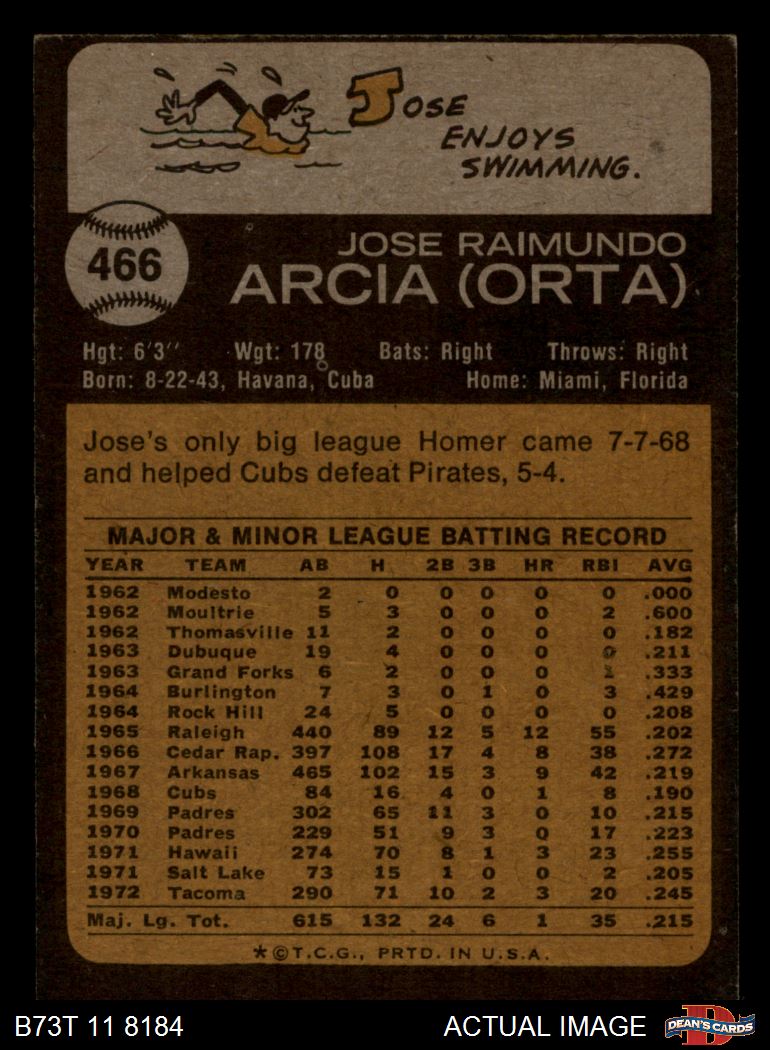 JOSE
ENJOYS
SWIMMING.
466
JOSE RAIMUNDO
ARCIA (ORTA)
Hgt: 6'3'' Wgt: 178 Bats: Right Throws: Right
Born: 8-22-43, Havana, Cuba Home: Miami, Florida
Jose's only big league Homer came 7-7-68
and helped Cubs defeat Pirates, 5-4.
MAJOR & MINOR LEAGUE BATTING RECORD
YEAR TEAM AB H 2B 3B HR RBI AVG
1962 Modesto 2 0 0 0 0 0 .000
1962 Moultrie 5 3 0 0 0 2 .600
1962 Thomasville 11 2 0 0 0 0 .182
1963 Dubuque 19 4 0 0 0 0 .211
1963 Grand Forks 6 2 0 0 0 1 .333
1964 Burlington 7 3 0 1 0 3 .429
1964 Rock Hill 24 5 0 0 0 0 .208
1965 Raleigh 440 89 12 5 12 55 .202
1966 Cedar Rap. 397 108 17 4 8 38 .272
1967 Arkansas 465 102 15 3 9 42 .219
1968 Cubs 84 16 4 0 1 8 .190
1969 Padres 302 65 11 3 0 10 .215
1970 Padres 229 51 9 3 0 17 .223
1971 Hawaii 274 70 8 1 3 23 .255
1971 Salt Lake 73 15 1 0 0 2 .205
1972 Tacoma 290 71 10 2 3 20 .245
Maj. Lg. Tot. 615 132 24 6 1 35 .215
*©T.C.G., PRTD. IN U.S.A.
B73T 11 8184 ACTUAL IMAGE
D
DEAN'S CARDS